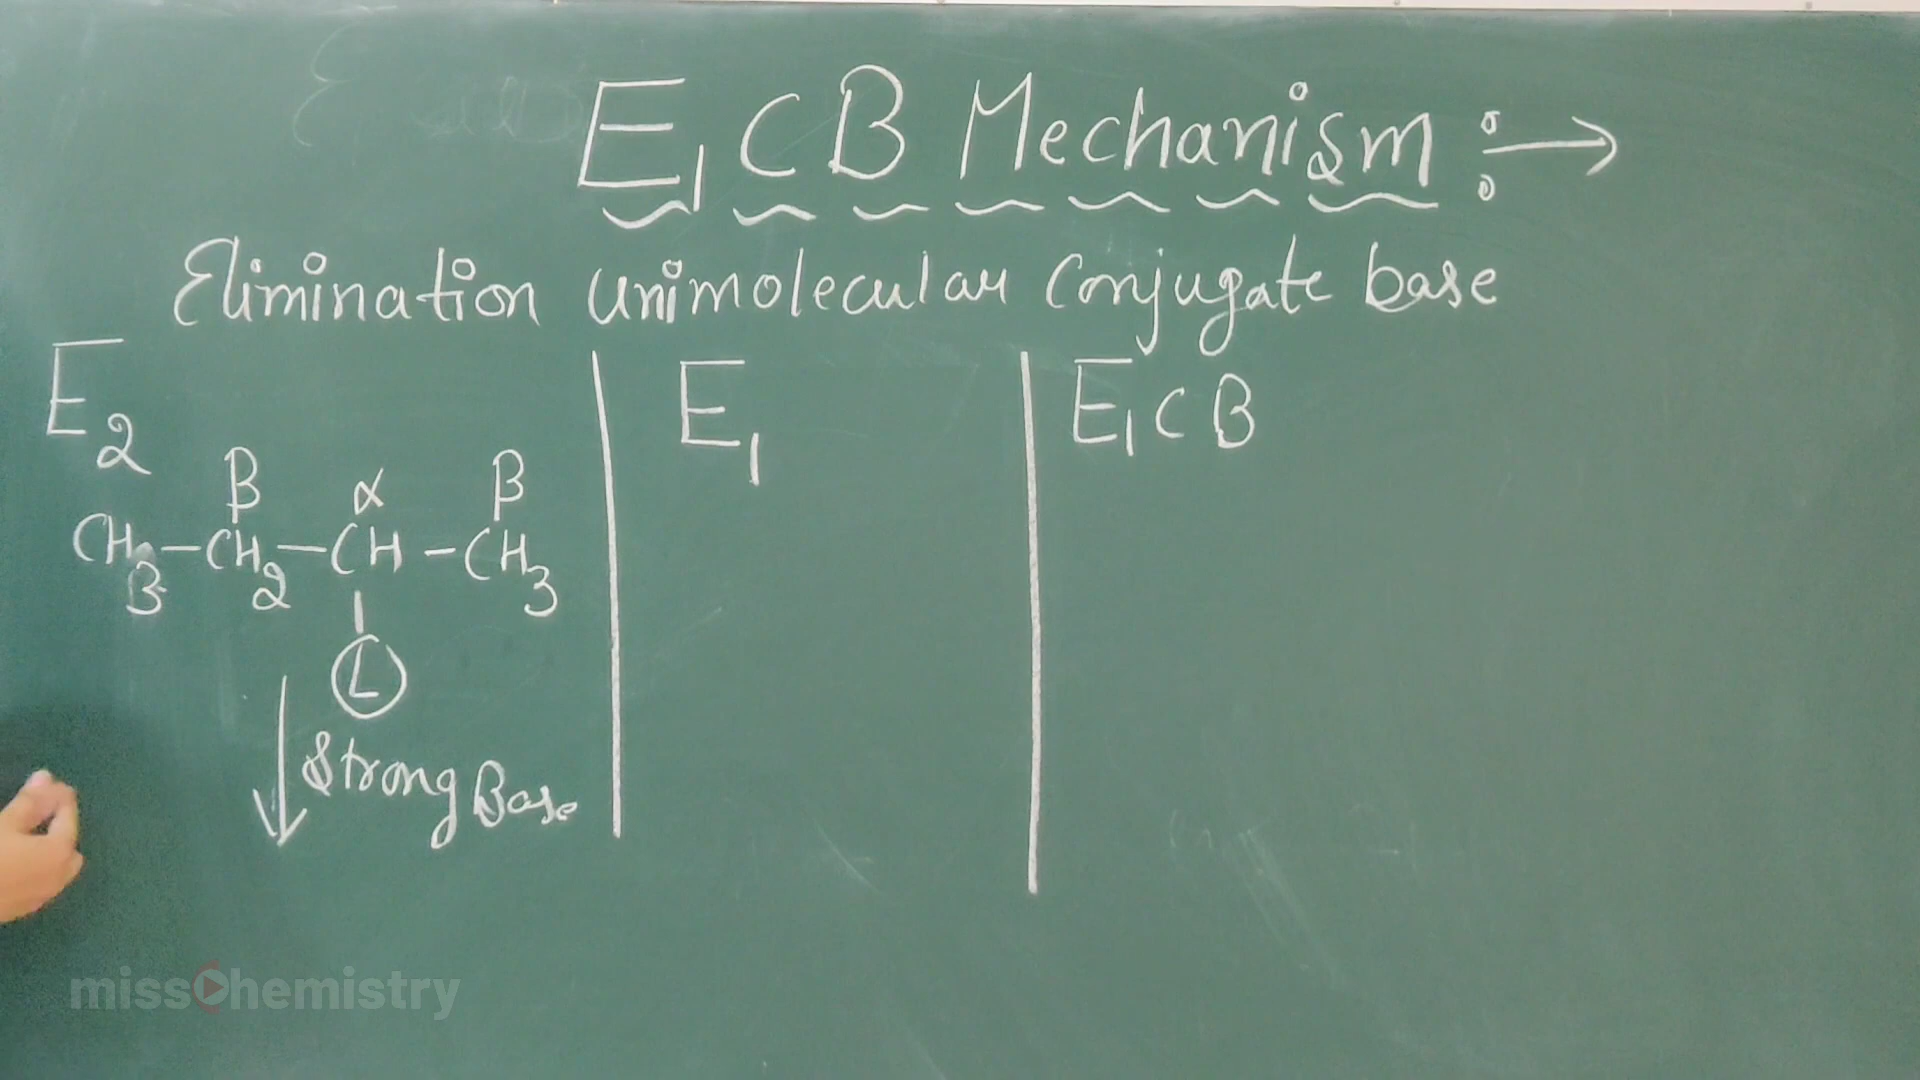 E1CB Mechanism :→
Elimination unimolecular conjugate base
E2
β α β
CH3-CH2-CH-CH3
L
Strong Base
E1
E1CB
missChemistry